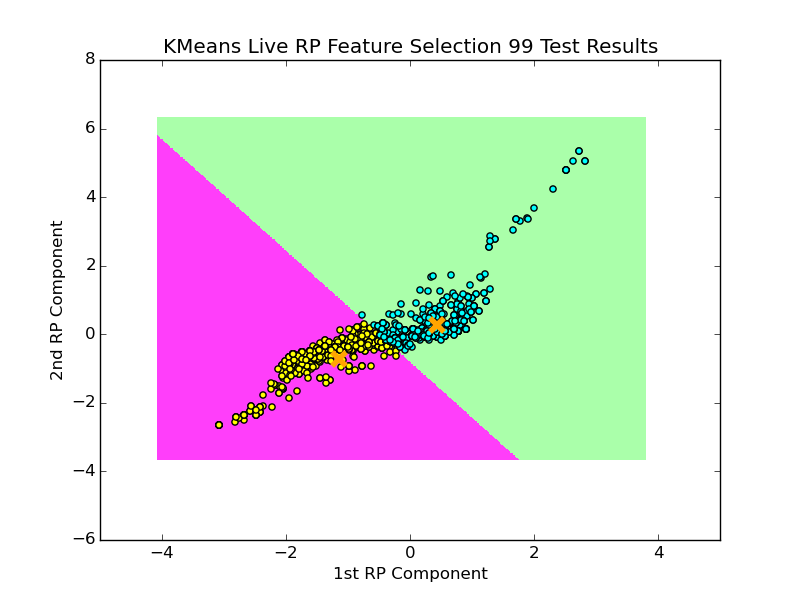 KMeans Live RP Feature Selection 99 Test Results
8
6
4
2
0
−2
−4
−6
2nd RP Component
−4 −2 0 2 4
1st RP Component